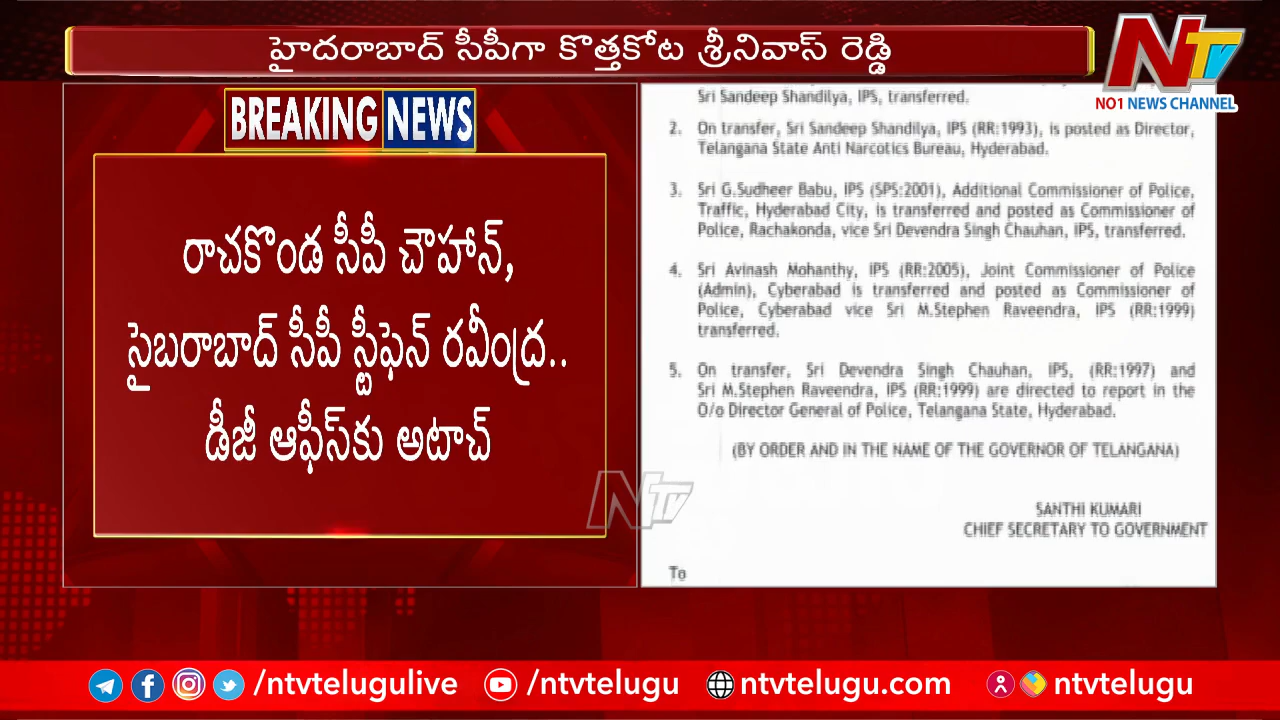 హైదరాబాద్ సీపీగా కొత్తకోట శ్రీనివాస్ రెడ్డి
NTV
NO1 NEWS CHANNEL
BREAKING NEWS
రాచకొండ సీపీ చౌహాన్,
సైబరాబాద్ సీపీ స్టీఫెన్ రవీంద్ర..
డీజీ ఆఫీస్‌కు అటాచ్
Sri Sandeep Shandilya, IPS, transferred.
2. On transfer, Sri Sandeep Shandilya, IPS (RR:1993), is posted as Director,
Telangana State Anti Narcotics Bureau, Hyderabad.
3. Sri G.Sudheer Babu, IPS (SPS:2001), Additional Commissioner of Police,
Traffic, Hyderabad City, is transferred and posted as Commissioner of
Police, Rachakonda, vice Sri Devendra Singh Chauhan, IPS, transferred.
4. Sri Avinash Mohanthy, IPS (RR:2005), Joint Commissioner of Police
(Admin), Cyberabad is transferred and posted as Commissioner of
Police, Cyberabad vice Sri M.Stephen Raveendra, IPS (RR:1999)
transferred.
5. On transfer, Sri Devendra Singh Chauhan, IPS, (RR:1997) and
Sri M.Stephen Raveendra, IPS (RR:1999) are directed to report in the
O/o Director General of Police, Telangana State, Hyderabad.
(BY ORDER AND IN THE NAME OF THE GOVERNOR OF TELANGANA)
SANTHI KUMARI
CHIEF SECRETARY TO GOVERNMENT
To
NTV
/ntvtelugulive /ntvtelugu ntvtelugu.com ntvtelugu